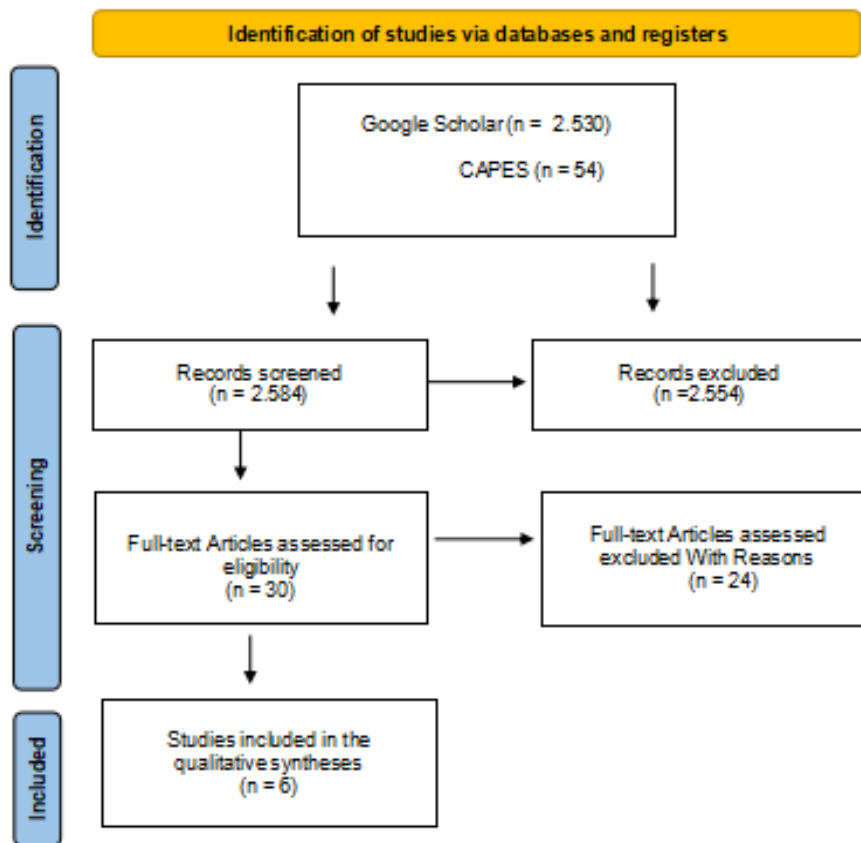 Identification of studies via databases and registers
Identification
Google Scholar (n = 2.530)
CAPES (n = 54)
Screening
Records screened
(n = 2.584)
Records excluded
(n =2.554)
Full-text Articles assessed for
eligibility
(n = 30)
Full-text Articles assessed
excluded With Reasons
(n = 24)
Included
Studies included in the
qualitative syntheses
(n = 6)